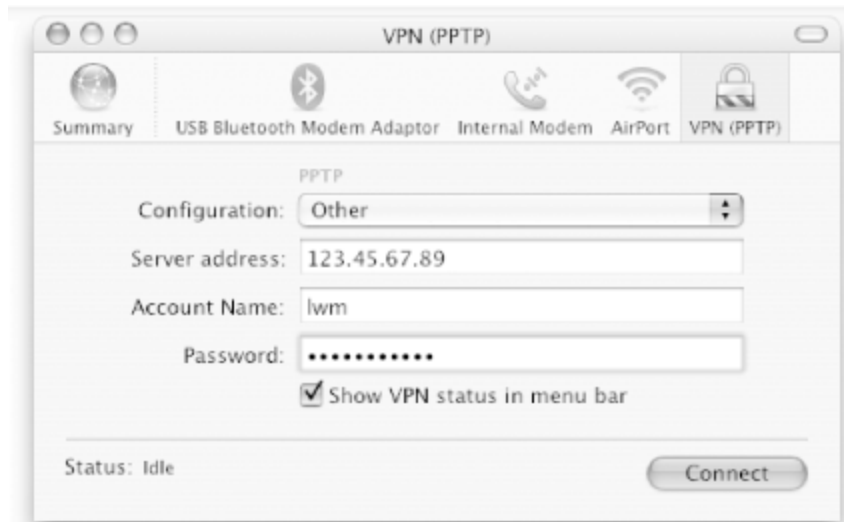 VPN (PPTP)
Summary USB Bluetooth Modem Adaptor Internal Modem AirPort VPN (PPTP)
PPTP
Configuration: Other
Server address: 123.45.67.89
Account Name: lwm
Password: •••••••••••
Show VPN status in menu bar
Status: Idle Connect